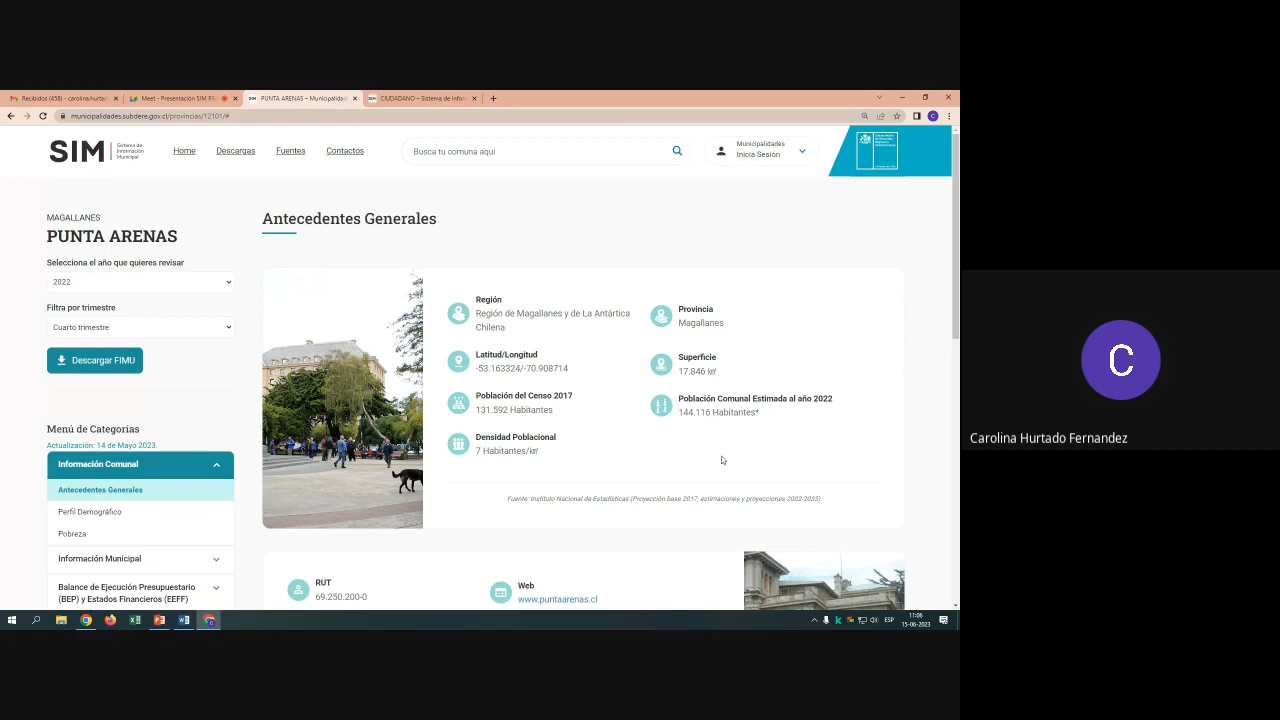 Recibidos (458) - carolina.hurtad
Meet - Presentación SIM Fil
PUNTA ARENAS – Municipalidad
CIUDADANO – Sistema de Infor
municipalidades.subdere.gov.cl/provincias/12101/#
SIM
Sistema de
Información
Municipal
Home
Descargas
Fuentes
Contactos
Busca tu comuna aquí
Municipalidades
Inicia Sesión
MAGALLANES
PUNTA ARENAS
Selecciona el año que quieres revisar
2022
Filtra por trimestre
Cuarto trimestre
Descargar FIMU
Menú de Categorías
Actualización: 14 de Mayo 2023.
Información Comunal
Antecedentes Generales
Perfil Demográfico
Pobreza
Información Municipal
Balance de Ejecución Presupuestario
(BEP) y Estados Financieros (EEFF)
Antecedentes Generales
Región
Región de Magallanes y de La Antártica
Chilena
Provincia
Magallanes
Latitud/Longitud
-53.163324/-70.908714
Superficie
17.846 ㎢
Población del Censo 2017
131.592 Habitantes
Población Comunal Estimada al año 2022
144.116 Habitantes*
Densidad Poblacional
7 Habitantes/㎢
Fuente: Instituto Nacional de Estadísticas (Proyección base 2017, estimaciones y proyecciones 2002-2035)
RUT
69.250.200-0
Web
www.puntaarenas.cl
ESP
11:06
15-06-2023
C
Carolina Hurtado Fernandez